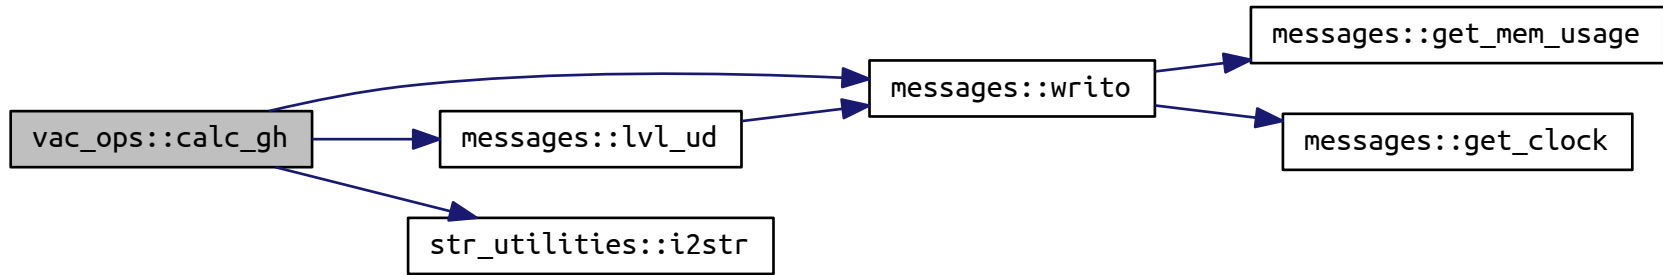 vac_ops::calc_gh
messages::lvl_ud
str_utilities::i2str
messages::writo
messages::get_mem_usage
messages::get_clock